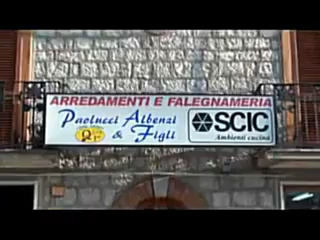 ARREDAMENTI E FALEGNAMERIA
Paolucci Albenzi
& Figli
SCIC
Ambienti cucina